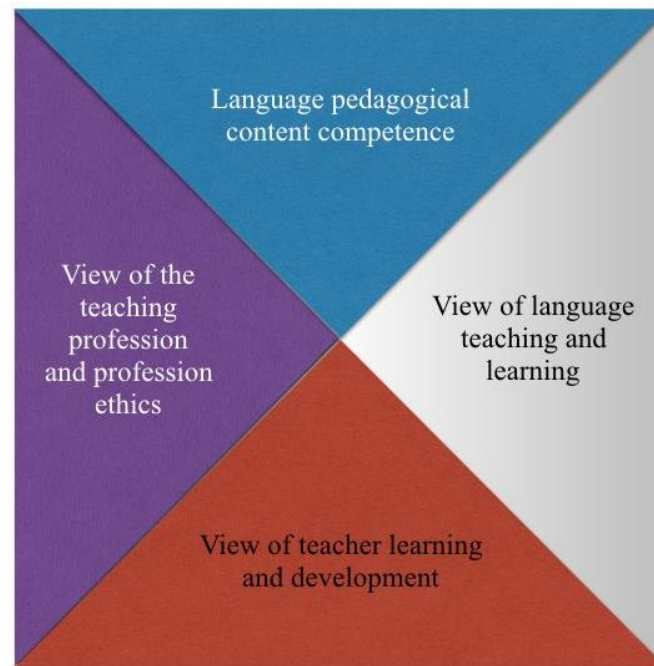 Language pedagogical
content competence
View of the
teaching
profession
and profession
ethics
View of language
teaching and
learning
View of teacher learning
and development